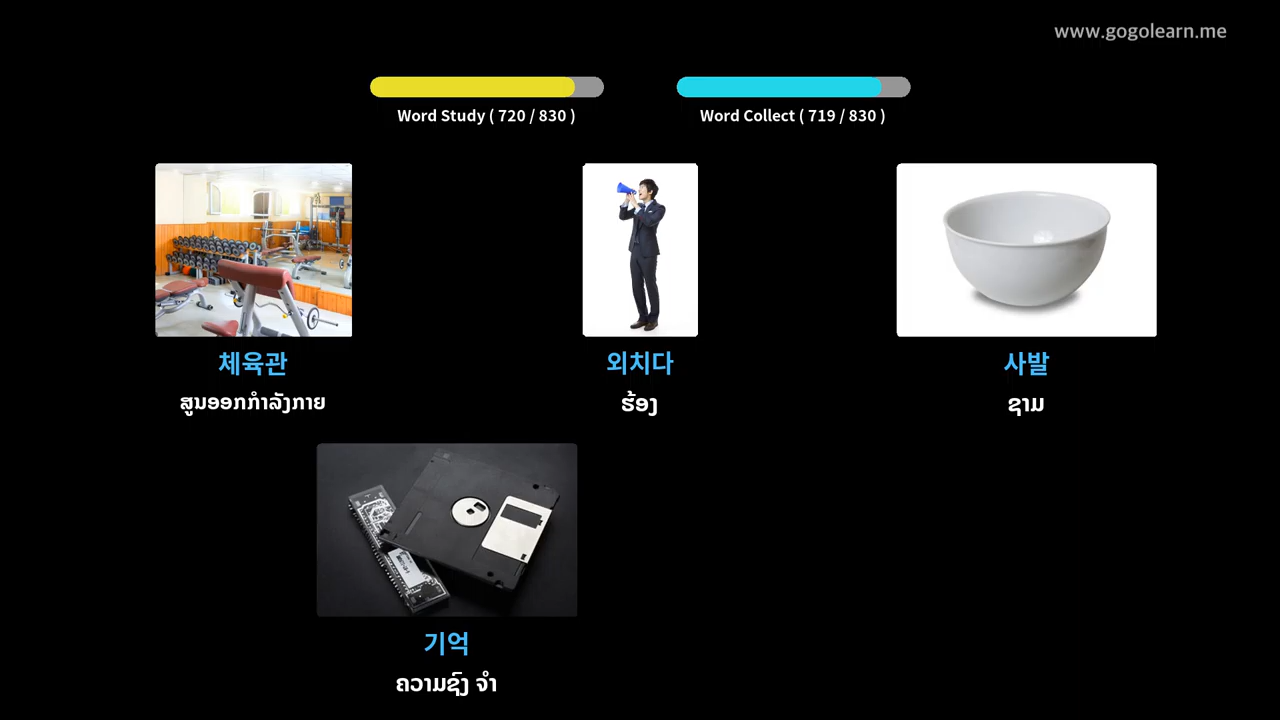 www.gogolearn.me
Word Study ( 720 / 830 )
Word Collect ( 719 / 830 )
체육관
외치다
사발
ສູນອອກກຳລັງກາຍ
ຮ້ອງ
ຊາມ
기억
ຄວາມຊົງ ຈຳ